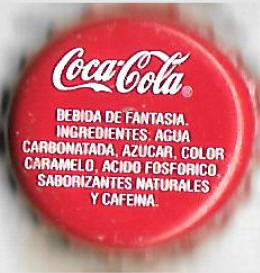 Coca-Cola®
BEBIDA DE FANTASIA.
INGREDIENTES: AGUA
CARBONATADA, AZUCAR, COLOR
CARAMELO, ACIDO FOSFORICO,
SABORIZANTES NATURALES
Y CAFEINA.